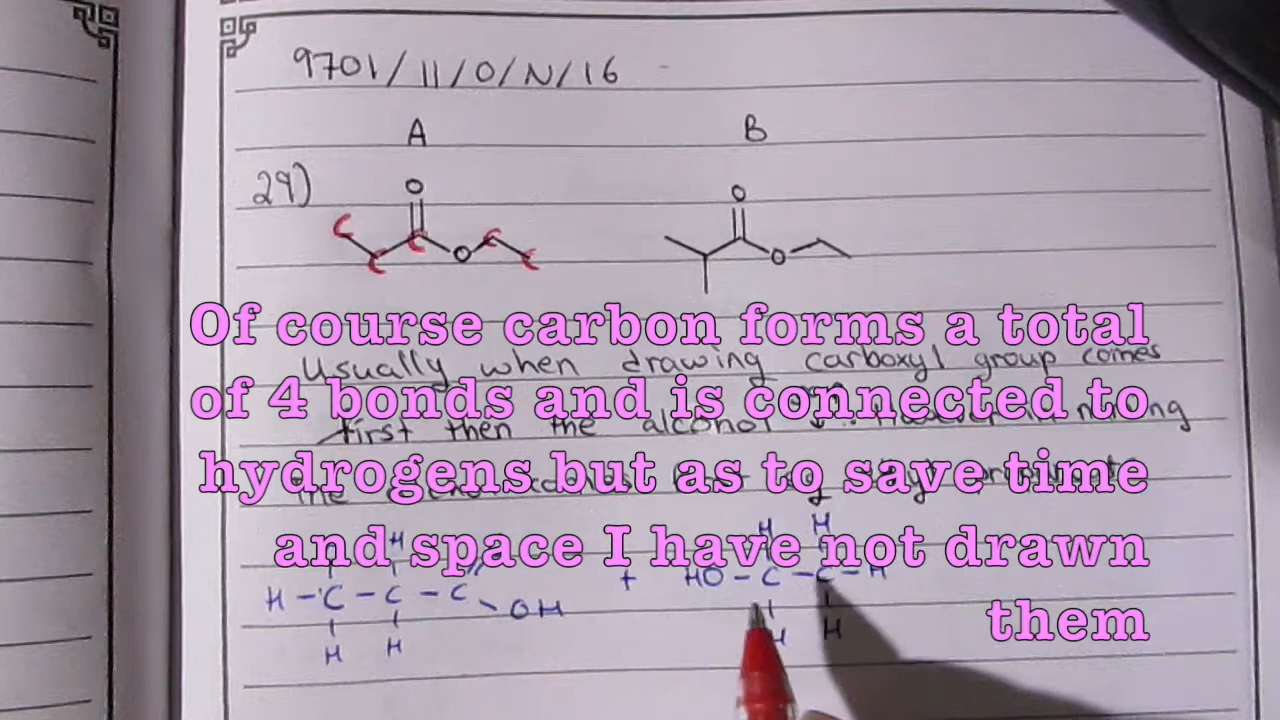 9701/11/O/N/16
A B
29)
O O
C C C O C C O
Of course carbon forms a total
Usually when drawing carboxyl group comes
of 4 bonds and is connected to
first then the alcohol naming
hydrogens but as to save time
the
and space I have not drawn
H H H
H - C - C - C + HO - C - C - H
OH
them
H H H H